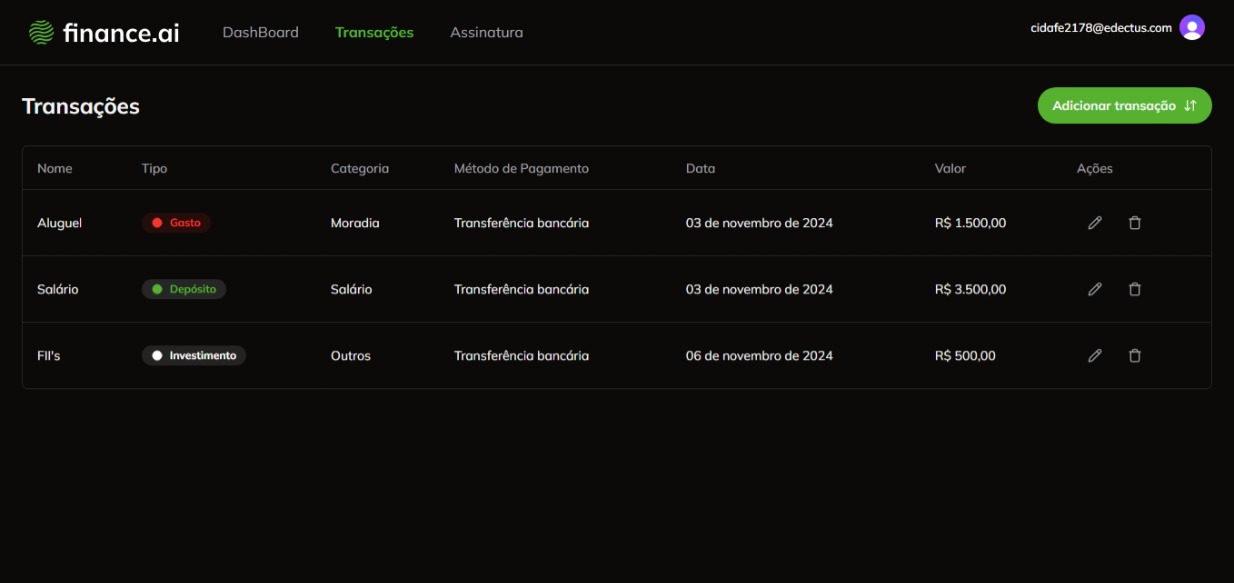 finance.ai DashBoard Transações Assinatura cidafe2178@edectus.com
Transações Adicionar transação
Nome Tipo Categoria Método de Pagamento Data Valor Ações
Aluguel Gasto Moradia Transferência bancária 03 de novembro de 2024 R$ 1.500,00
Salário Depósito Salário Transferência bancária 03 de novembro de 2024 R$ 3.500,00
FII's Investimento Outros Transferência bancária 06 de novembro de 2024 R$ 500,00